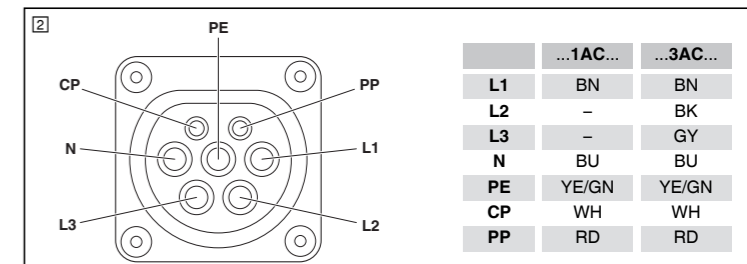 2
PE
CP
PP
N
L1
L3
L2
...1AC... ...3AC...
L1 BN BN
L2 – BK
L3 – GY
N BU BU
PE YE/GN YE/GN
CP WH WH
PP RD RD